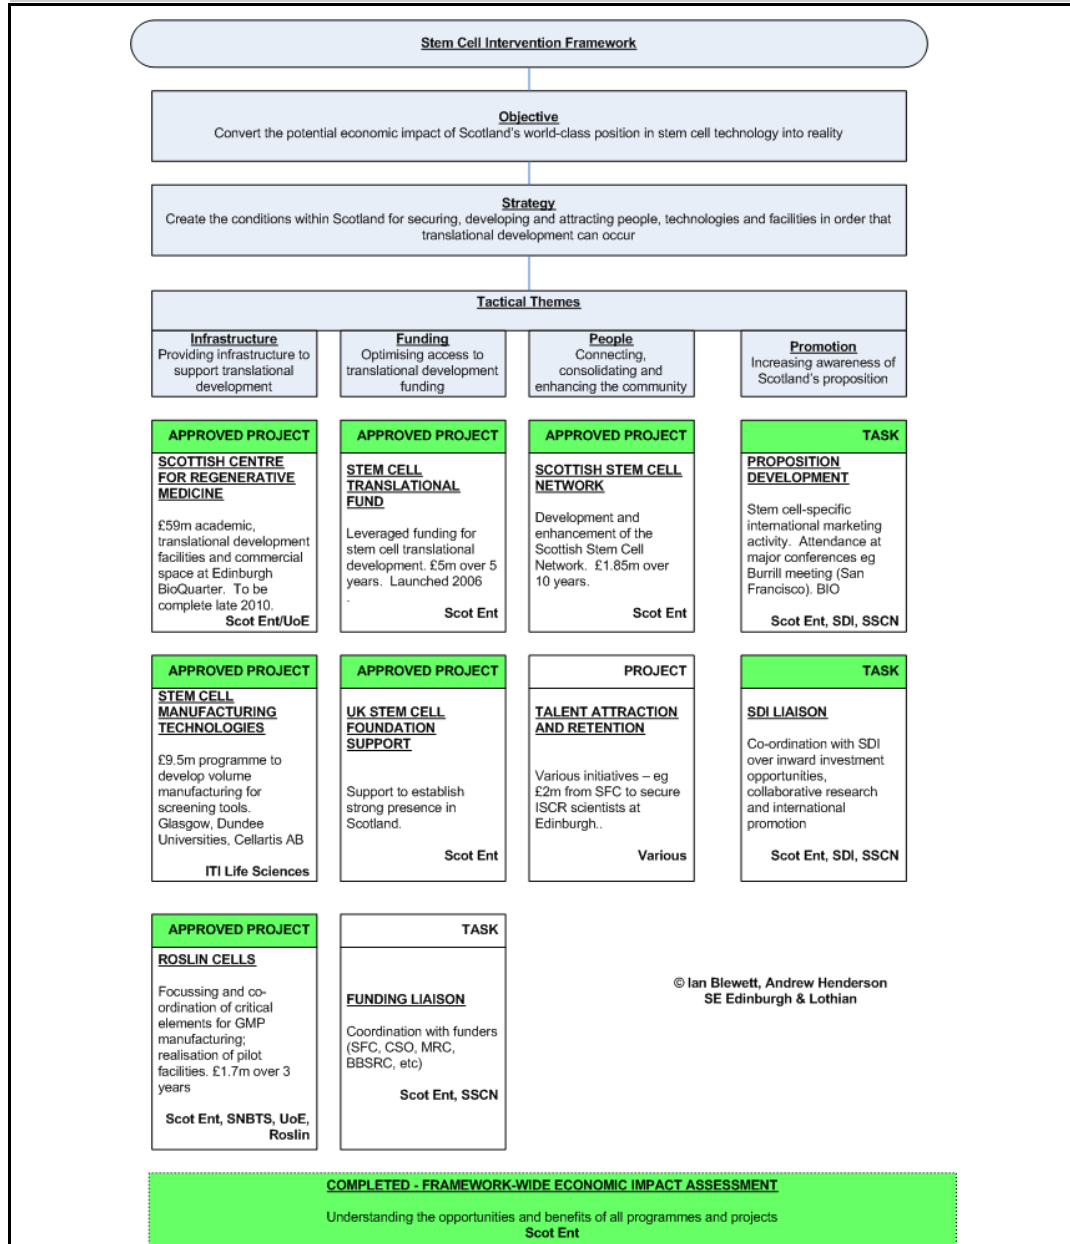 Stem Cell Intervention Framework
Objective
Convert the potential economic impact of Scotland's world-class position in stem cell technology into reality
Strategy
Create the conditions within Scotland for securing, developing and attracting people, technologies and facilities in order that
translational development can occur
Tactical Themes
Infrastructure
Providing infrastructure to
support translational
development
Funding
Optimising access to
translational development
funding
People
Connecting,
consolidating and
enhancing the community
Promotion
Increasing awareness of
Scotland's proposition
APPROVED PROJECT
SCOTTISH CENTRE
FOR REGENERATIVE
MEDICINE
£59m academic,
translational development
facilities and commercial
space at Edinburgh
BioQuarter.  To be
complete late 2010.
Scot Ent/UoE
APPROVED PROJECT
STEM CELL
TRANSLATIONAL
FUND
Leveraged funding for
stem cell translational
development. £5m over 5
years.  Launched 2006
.
Scot Ent
APPROVED PROJECT
SCOTTISH STEM CELL
NETWORK
Development and
enhancement of the
Scottish Stem Cell
Network.  £1.85m over
10 years.
Scot Ent
TASK
PROPOSITION
DEVELOPMENT
Stem cell-specific
international marketing
activity.  Attendance at
major conferences eg
Burrill meeting (San
Francisco). BIO
Scot Ent, SDI, SSCN
APPROVED PROJECT
STEM CELL
MANUFACTURING
TECHNOLOGIES
£9.5m programme to
develop volume
manufacturing for
screening tools.
Glasgow, Dundee
Universities, Cellartis AB
ITI Life Sciences
APPROVED PROJECT
UK STEM CELL
FOUNDATION
SUPPORT
Support to establish
strong presence in
Scotland.
Scot Ent
PROJECT
TALENT ATTRACTION
AND RETENTION
Various initiatives – eg
£2m from SFC to secure
ISCR scientists at
Edinburgh..
Various
TASK
SDI LIAISON
Co-ordination with SDI
over inward investment
opportunities,
collaborative research
and international
promotion
Scot Ent, SDI, SSCN
APPROVED PROJECT
ROSLIN CELLS
Focussing and co-
ordination of critical
elements for GMP
manufacturing;
realisation of pilot
facilities. £1.7m over 3
years
Scot Ent, SNBTS, UoE,
Roslin
TASK
FUNDING LIAISON
Coordination with funders
(SFC, CSO, MRC,
BBSRC, etc)
Scot Ent, SSCN
© Ian Blewett, Andrew Henderson
SE Edinburgh & Lothian
COMPLETED - FRAMEWORK-WIDE ECONOMIC IMPACT ASSESSMENT
Understanding the opportunities and benefits of all programmes and projects
Scot Ent